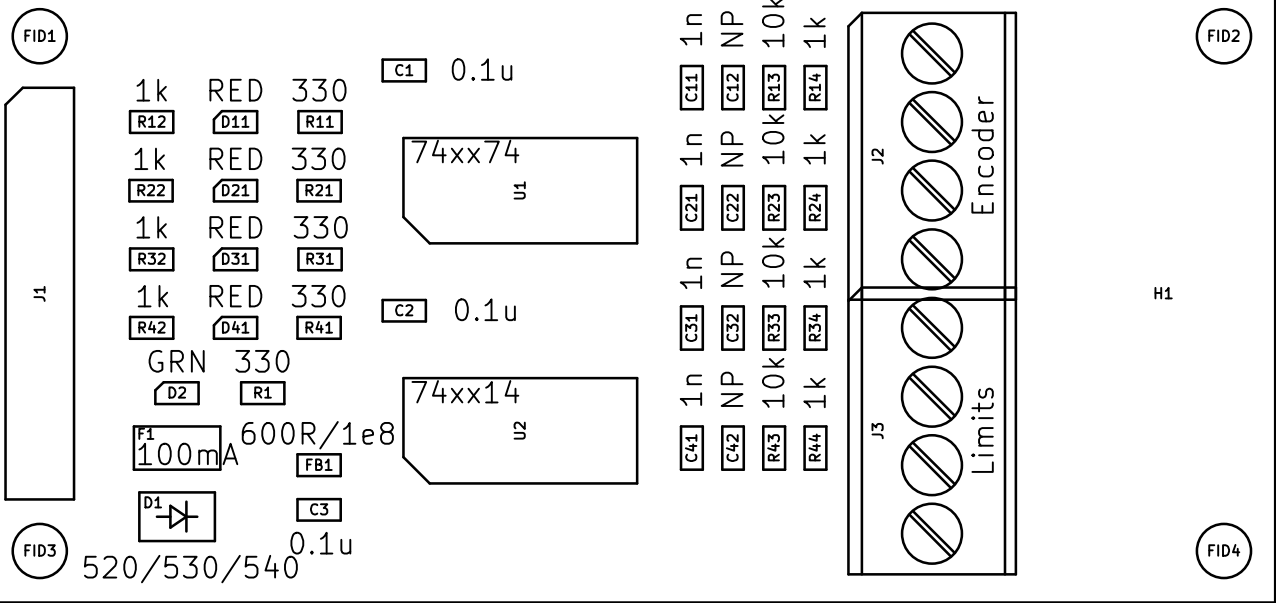 FID1
FID2
1n NP 10k 1k
C1 0.1u
1k RED 330
C11 C12 R13 R14
R12 D11 R11
74xx74
1k RED 330
1n NP 10k 1k
J2
Encoder
R22 D21 R21
U1
C21 C22 R23 R24
1k RED 330
R32 D31 R31
1n NP 10k 1k
J1
H1
1k RED 330
C2 0.1u
R42 D41 R41
C31 C32 R33 R34
GRN 330
D2 R1
74xx14
1n NP 10k 1k
F1
100mA
600R/1e8
U2
J3
Limits
C41 C42 R43 R44
FB1
D1
C3
0.1u
520/530/540
FID3
FID4